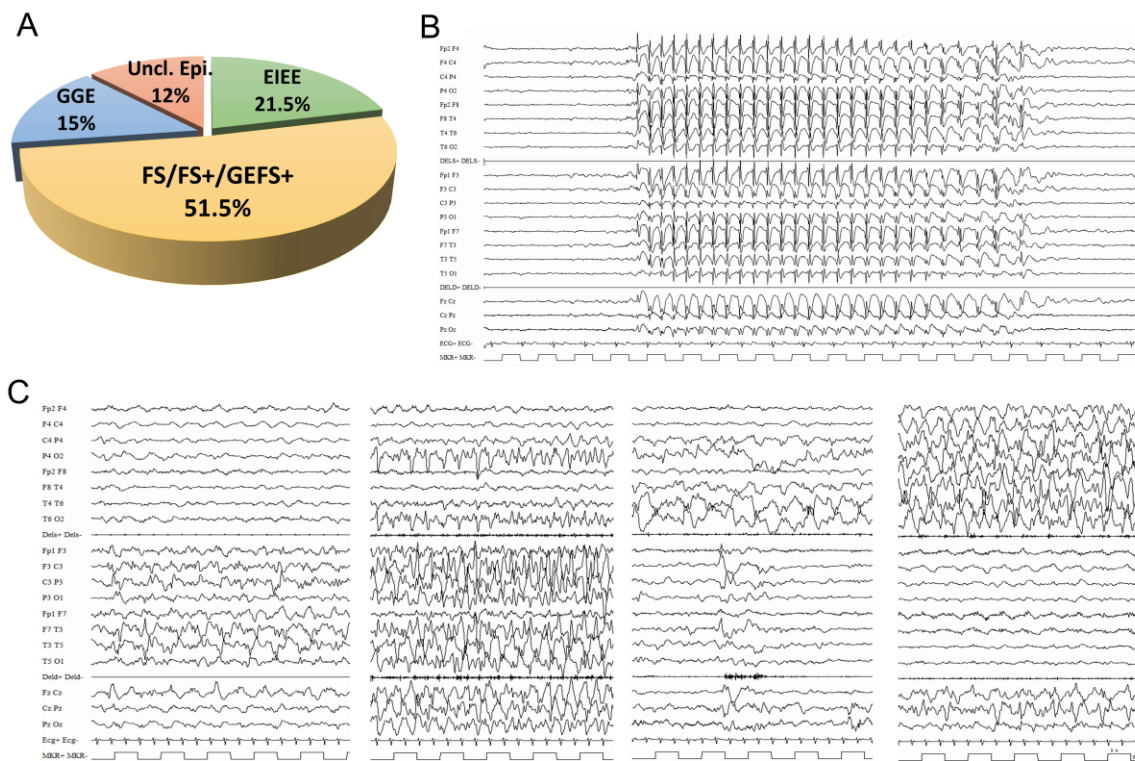 A
Uncl. Epi.
12%
EIEE
21.5%
GGE
15%
FS/FS+/GEFS+
51.5%
B
Fp2 F4
F4 C4
C4 P4
P4 O2
Fp2 F8
F8 T4
T4 T6
T6 O2
DELS+ DELS-
Fp1 F3
F3 C3
C3 P3
P3 O1
Fp1 F7
F7 T3
T3 T5
T5 O1
DELD+ DELD-
Fz Cz
Cz Pz
Pz Oz
ECG+ ECG-
MKR+ MKR-
C
Fp2 F4
F4 C4
C4 P4
P4 O2
Fp2 F8
F8 T4
T4 T6
T6 O2
Dels+ Dels-
Fp1 F3
F3 C3
C3 P3
P3 O1
Fp1 F7
F7 T3
T3 T5
T5 O1
Deld+ Deld-
Fz Cz
Cz Pz
Pz Oz
Ecg+ Ecg-
MKR+ MKR-